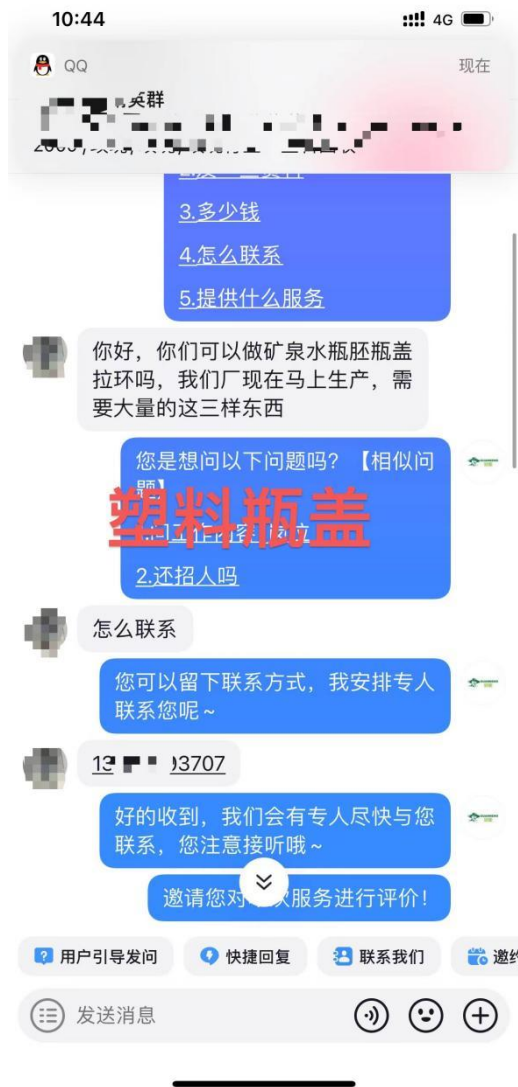 10:44
4G
QQ
现在
英群
3.多少钱
4.怎么联系
5.提供什么服务
你好，你们可以做矿泉水瓶胚瓶盖
拉环吗，我们厂现在马上生产，需
要大量的这三样东西
您是想问以下问题吗？【相似问
题】
塑料瓶盖
2.还招人吗
怎么联系
您可以留下联系方式，我安排专人
联系您呢~
13 3707
好的收到，我们会有专人尽快与您
联系，您注意接听哦~
邀请您对 服务进行评价！
用户引导发问
快捷回复
联系我们
邀约
发送消息